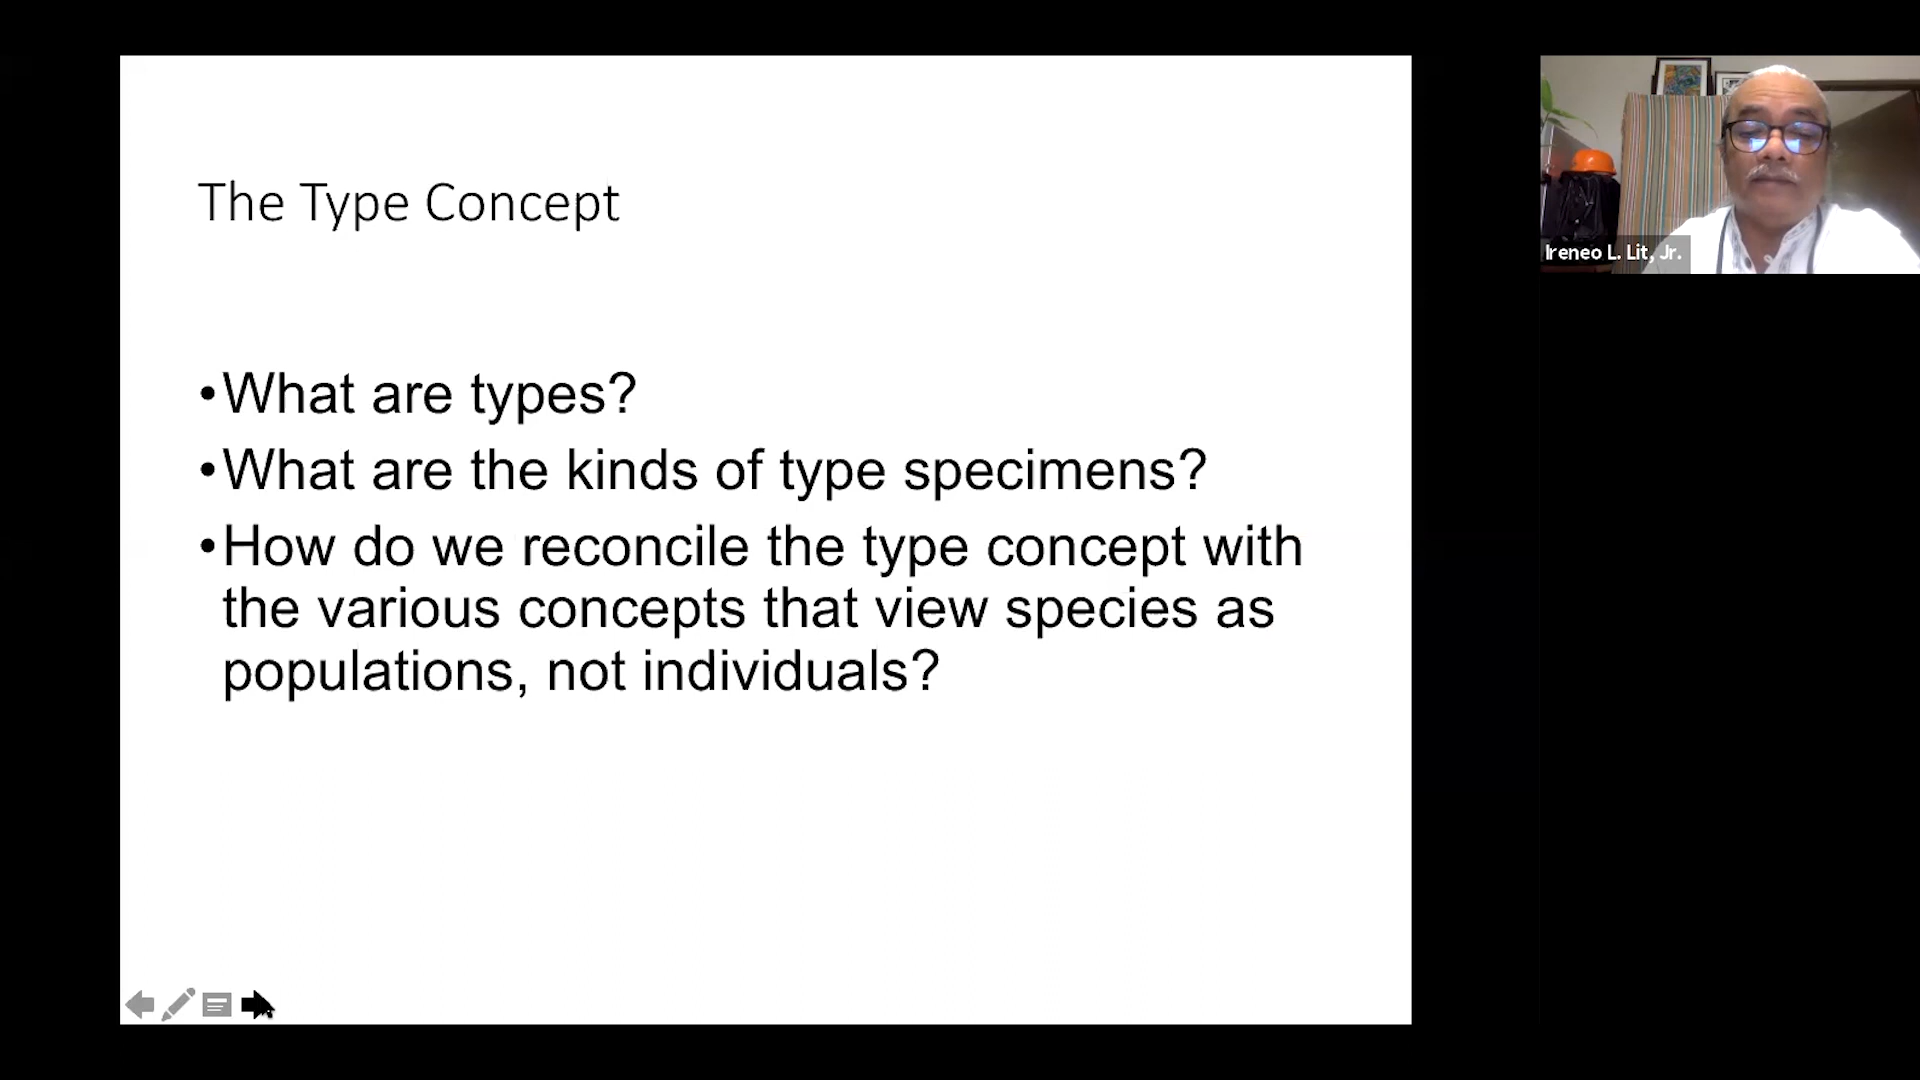 The Type Concept
•What are types?
•What are the kinds of type specimens?
•How do we reconcile the type concept with
the various concepts that view species as
populations, not individuals?
Ireneo L. Lit, Jr.